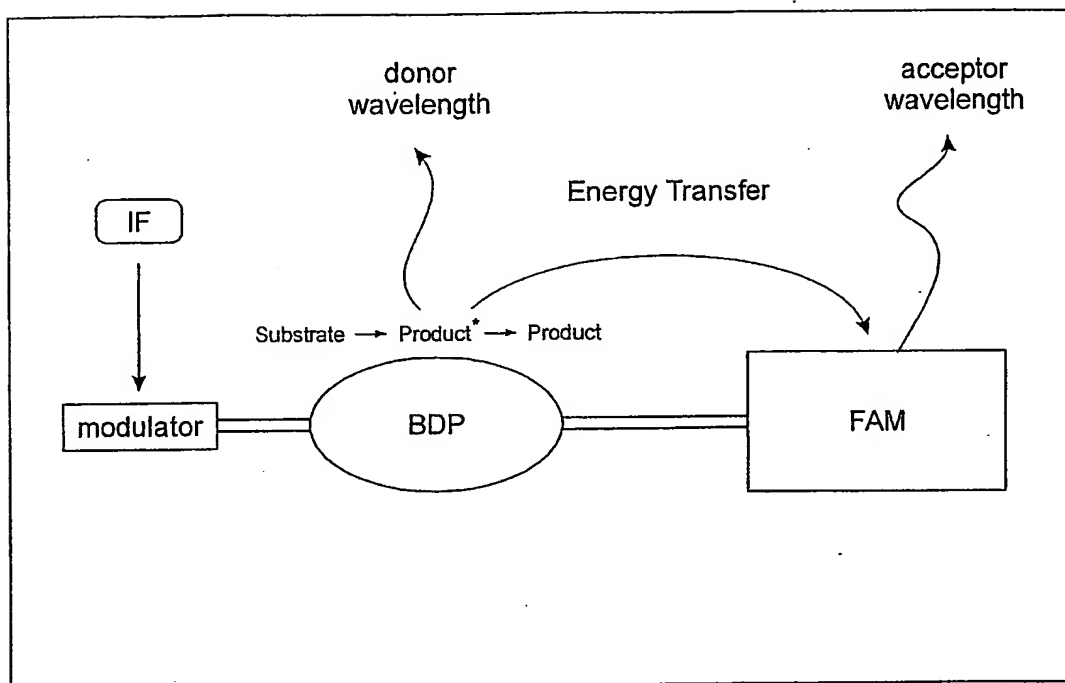 donor
wavelength
acceptor
wavelength
Energy Transfer
IF
Substrate → Product* → Product
modulator
BDP
FAM